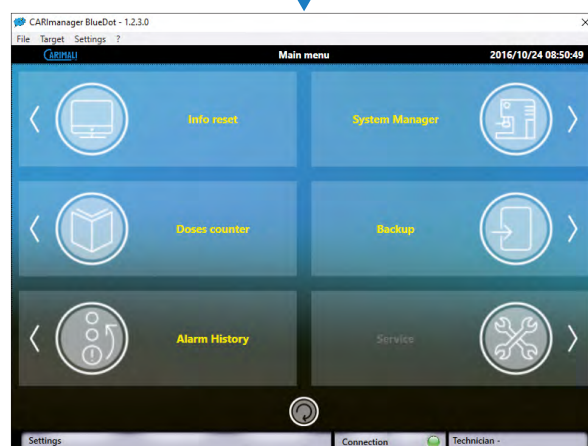 CARImanager BlueDot - 1.2.3.0
File Target Settings ?
CARIMALI Main menu 2016/10/24 08:50:49
Info reset System Manager
Doses counter Backup
Alarm History Service
Settings Connection Technician -